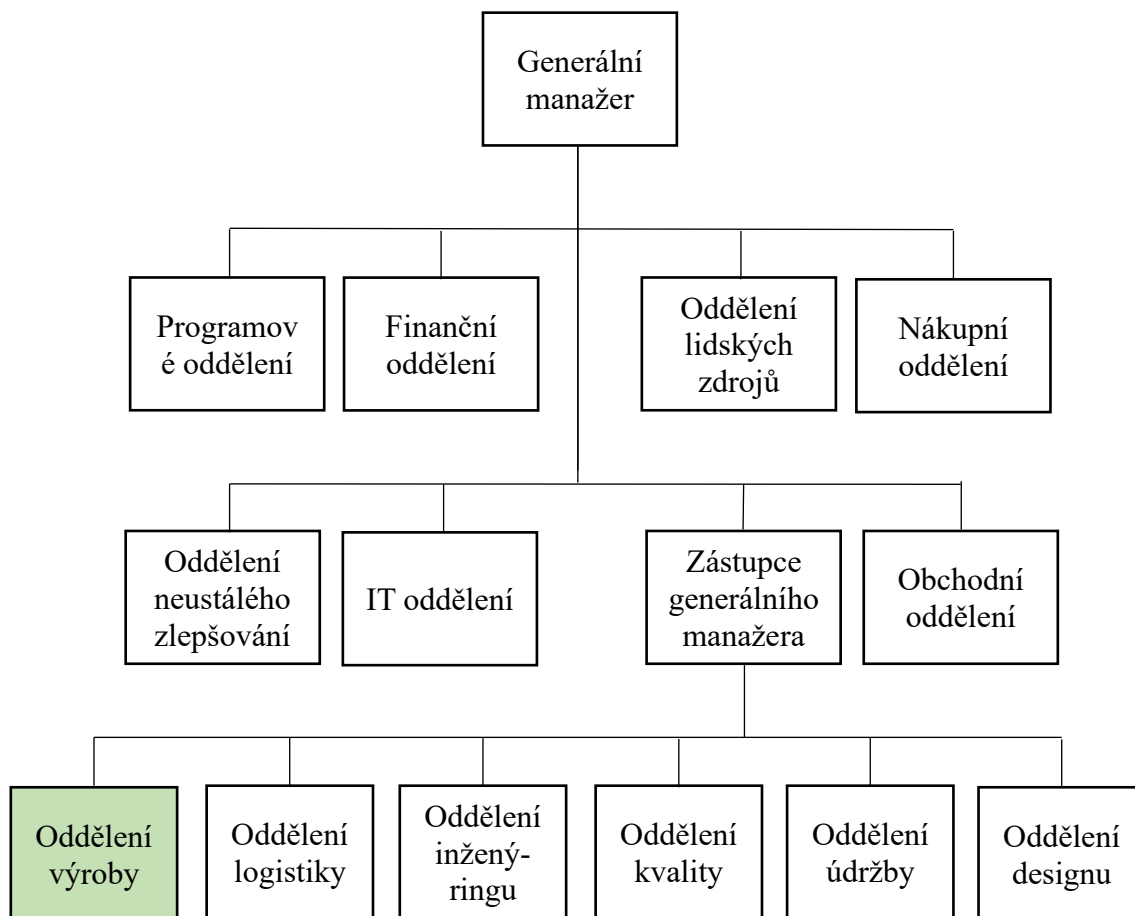 Generální
manažer
Programov
é oddělení
Finanční
oddělení
Oddělení
lidských
zdrojů
Nákupní
oddělení
Oddělení
neustálého
zlepšování
IT oddělení
Zástupce
generálního
manažera
Obchodní
oddělení
Oddělení
výroby
Oddělení
logistiky
Oddělení
inžený-
ringu
Oddělení
kvality
Oddělení
údržby
Oddělení
designu